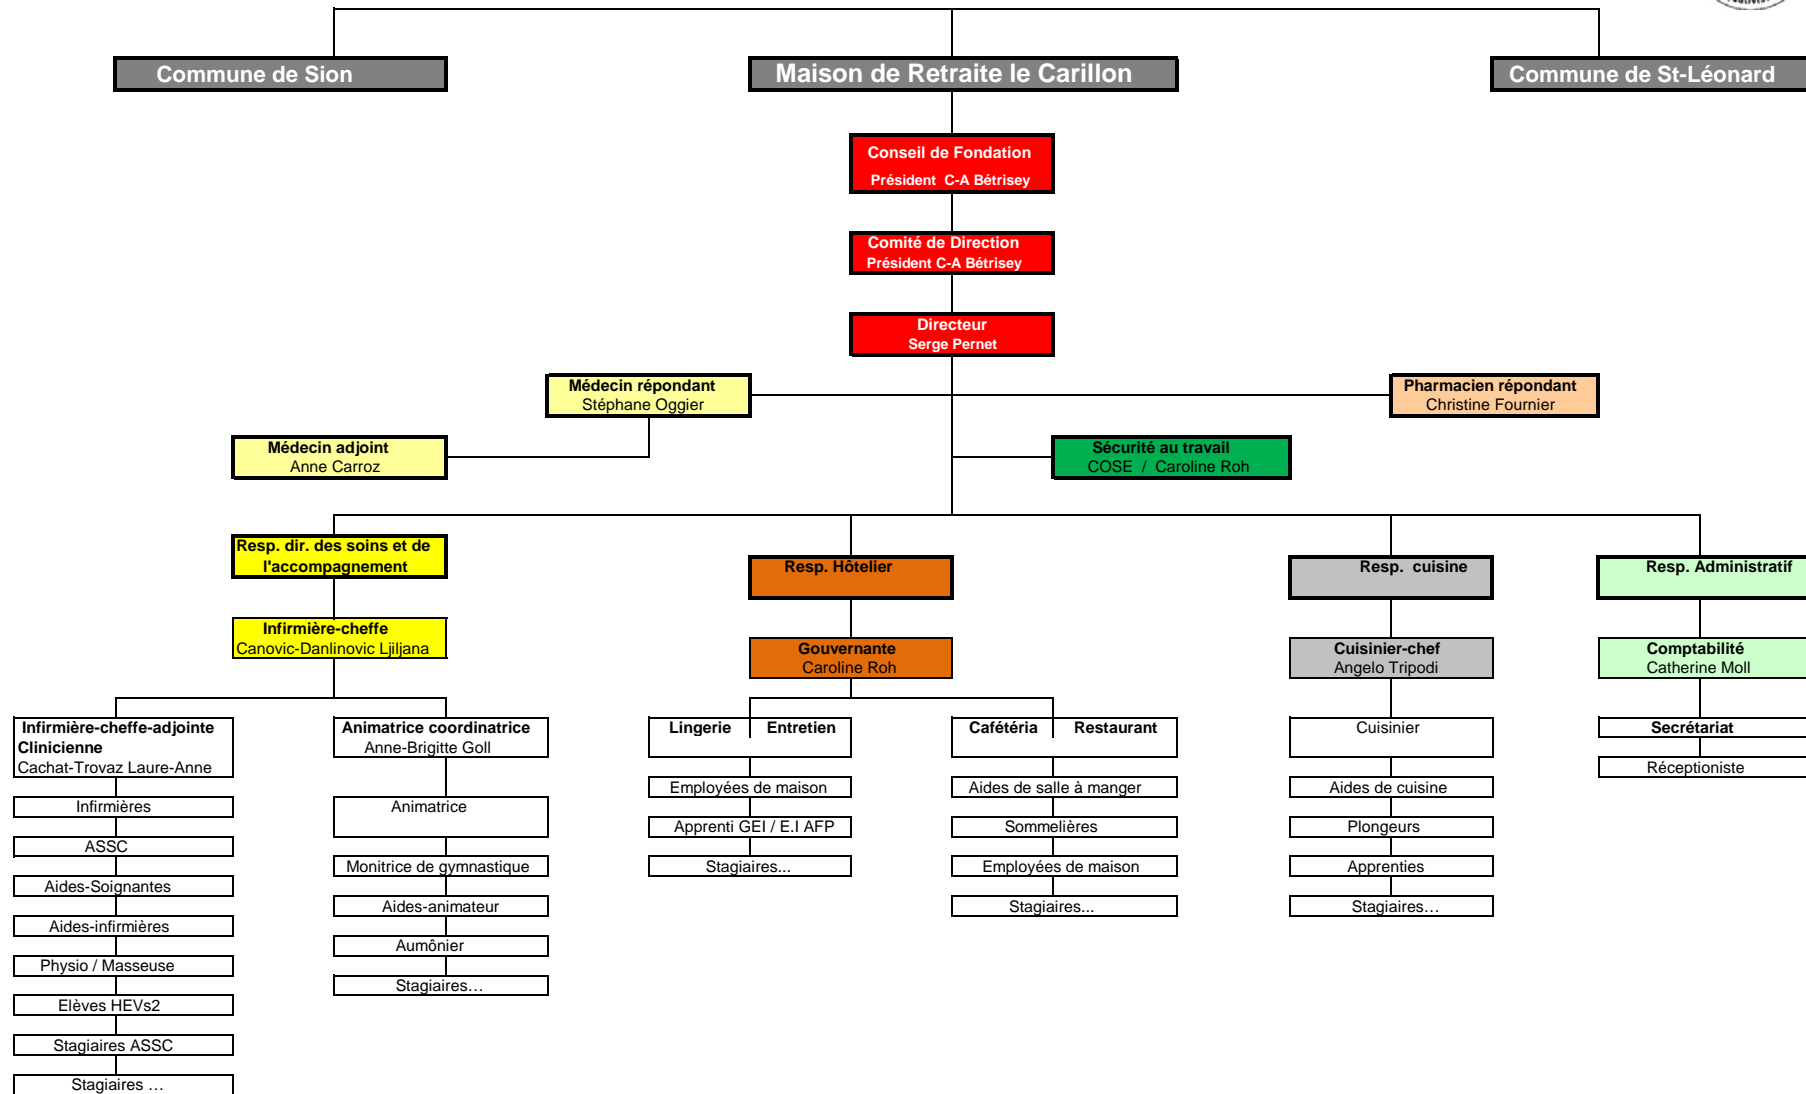 Commune de Sion
Maison de Retraite le Carillon
Commune de St-Léonard
Conseil de Fondation
Président C-A Bétrisey
Comité de Direction
Président C-A Bétrisey
Directeur
Serge Pernet
Médecin répondant
Stéphane Oggier
Pharmacien répondant
Christine Fournier
Médecin adjoint
Anne Carroz
Sécurité au travail
COSE / Caroline Roh
Resp. dir. des soins et de
l'accompagnement
Resp. Hôtelier
Resp. cuisine
Resp. Administratif
Infirmière-cheffe
Canovic-Danlinovic Ljiljana
Gouvernante
Caroline Roh
Cuisinier-chef
Angelo Tripodi
Comptabilité
Catherine Moll
Infirmière-cheffe-adjointe
Clinicienne
Cachat-Trovaz Laure-Anne
Infirmières
ASSC
Aides-Soignantes
Aides-infirmières
Physio / Masseuse
Elèves HEVs2
Stagiaires ASSC
Stagiaires …
Animatrice coordinatrice
Anne-Brigitte Goll
Animatrice
Monitrice de gymnastique
Aides-animateur
Aumônier
Stagiaires…
Lingerie
Entretien
Employées de maison
Apprenti GEI / E.I AFP
Stagiaires...
Cafétéria
Restaurant
Aides de salle à manger
Sommelières
Employées de maison
Stagiaires...
Cuisinier
Aides de cuisine
Plongeurs
Apprenties
Stagiaires…
Secrétariat
Réceptioniste